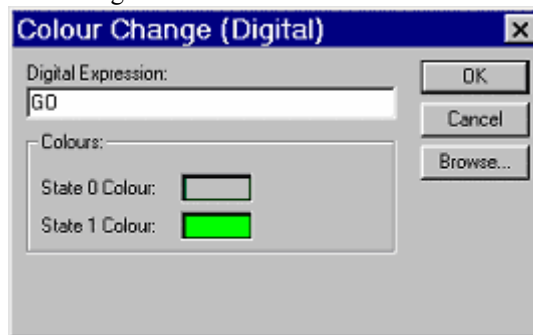 Colour Change (Digital)
Digital Expression:
OK
GO
Cancel
Colours:
Browse...
State 0 Colour:
State 1 Colour: